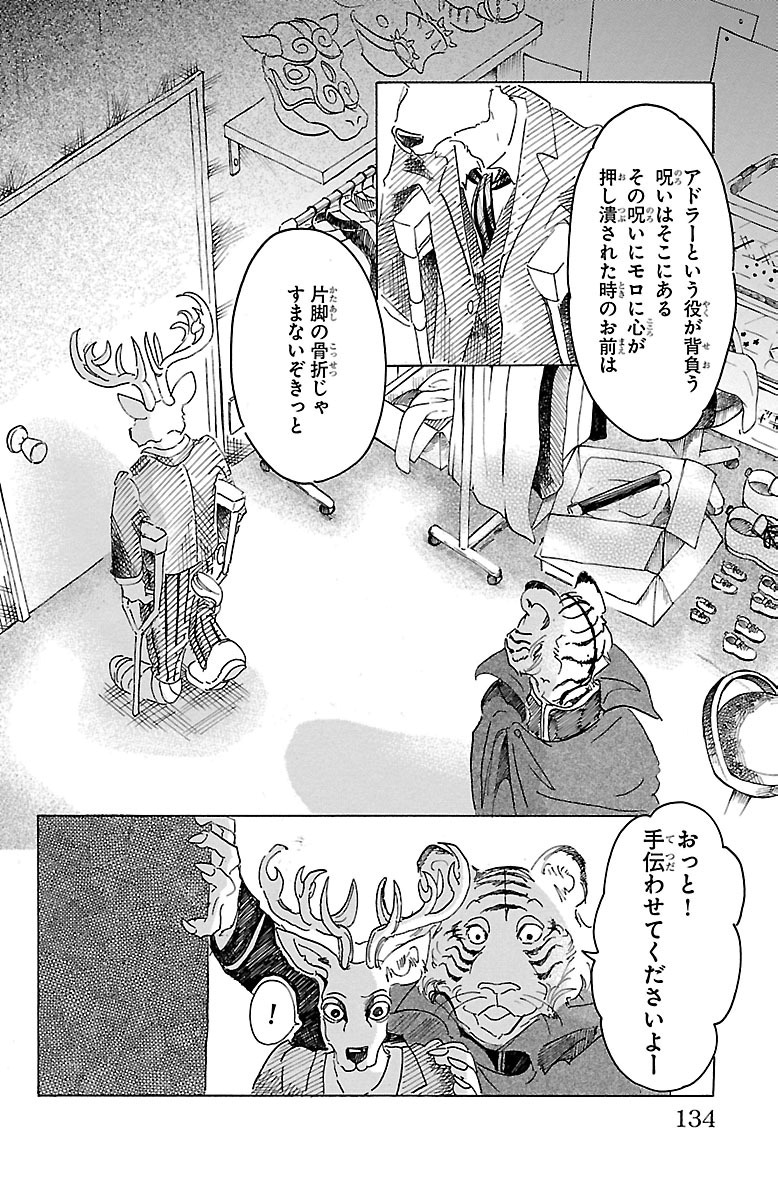 アドラーという役が背負う
呪いはそこにある
その呪いにモロに心が
押し潰された時のお前は
片脚の骨折じゃ
すまないぞきっと
おっと!
手伝わせてくださいよー
!
134